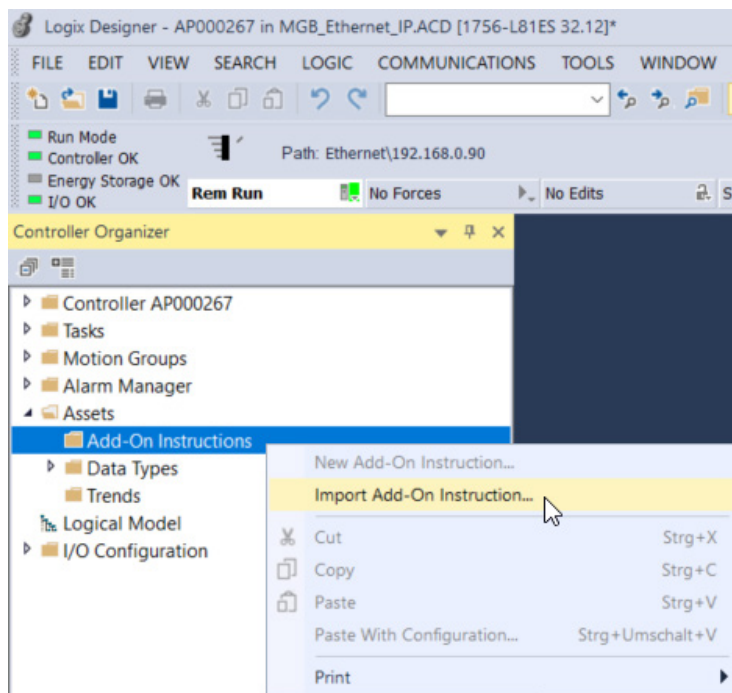 Logix Designer - AP000267 in MGB_Ethernet_IP.ACD [1756-L81ES 32.12]*
FILE EDIT VIEW SEARCH LOGIC COMMUNICATIONS TOOLS WINDOW
Run Mode
Controller OK
Energy Storage OK
I/O OK
Path: Ethernet\192.168.0.90
Rem Run No Forces No Edits
Controller Organizer
Controller AP000267
Tasks
Motion Groups
Alarm Manager
Assets
Add-On Instructions
Data Types
Trends
Logical Model
I/O Configuration
New Add-On Instruction...
Import Add-On Instruction...
Cut Strg+X
Copy Strg+C
Paste Strg+V
Paste With Configuration... Strg+Umschalt+V
Print